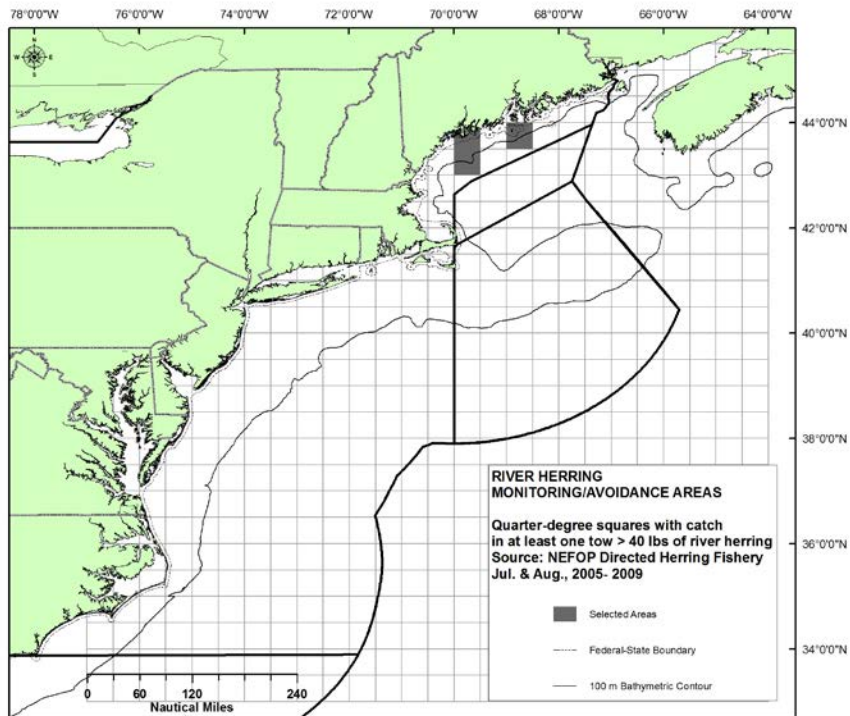 78°0'0"W 76°0'0"W 74°0'0"W 72°0'0"W 70°0'0"W 68°0'0"W 66°0'0"W 64°0'0"W
N
W E
S
44°0'0"N
42°0'0"N
40°0'0"N
38°0'0"N
36°0'0"N
34°0'0"N
RIVER HERRING
MONITORING/AVOIDANCE AREAS
Quarter-degree squares with catch
in at least one tow > 40 lbs of river herring
Source: NEFOP Directed Herring Fishery
Jul. & Aug., 2005- 2009
Selected Areas
Federal-State Boundary
100 m Bathymetric Contour
0 60 120 240
Nautical Miles